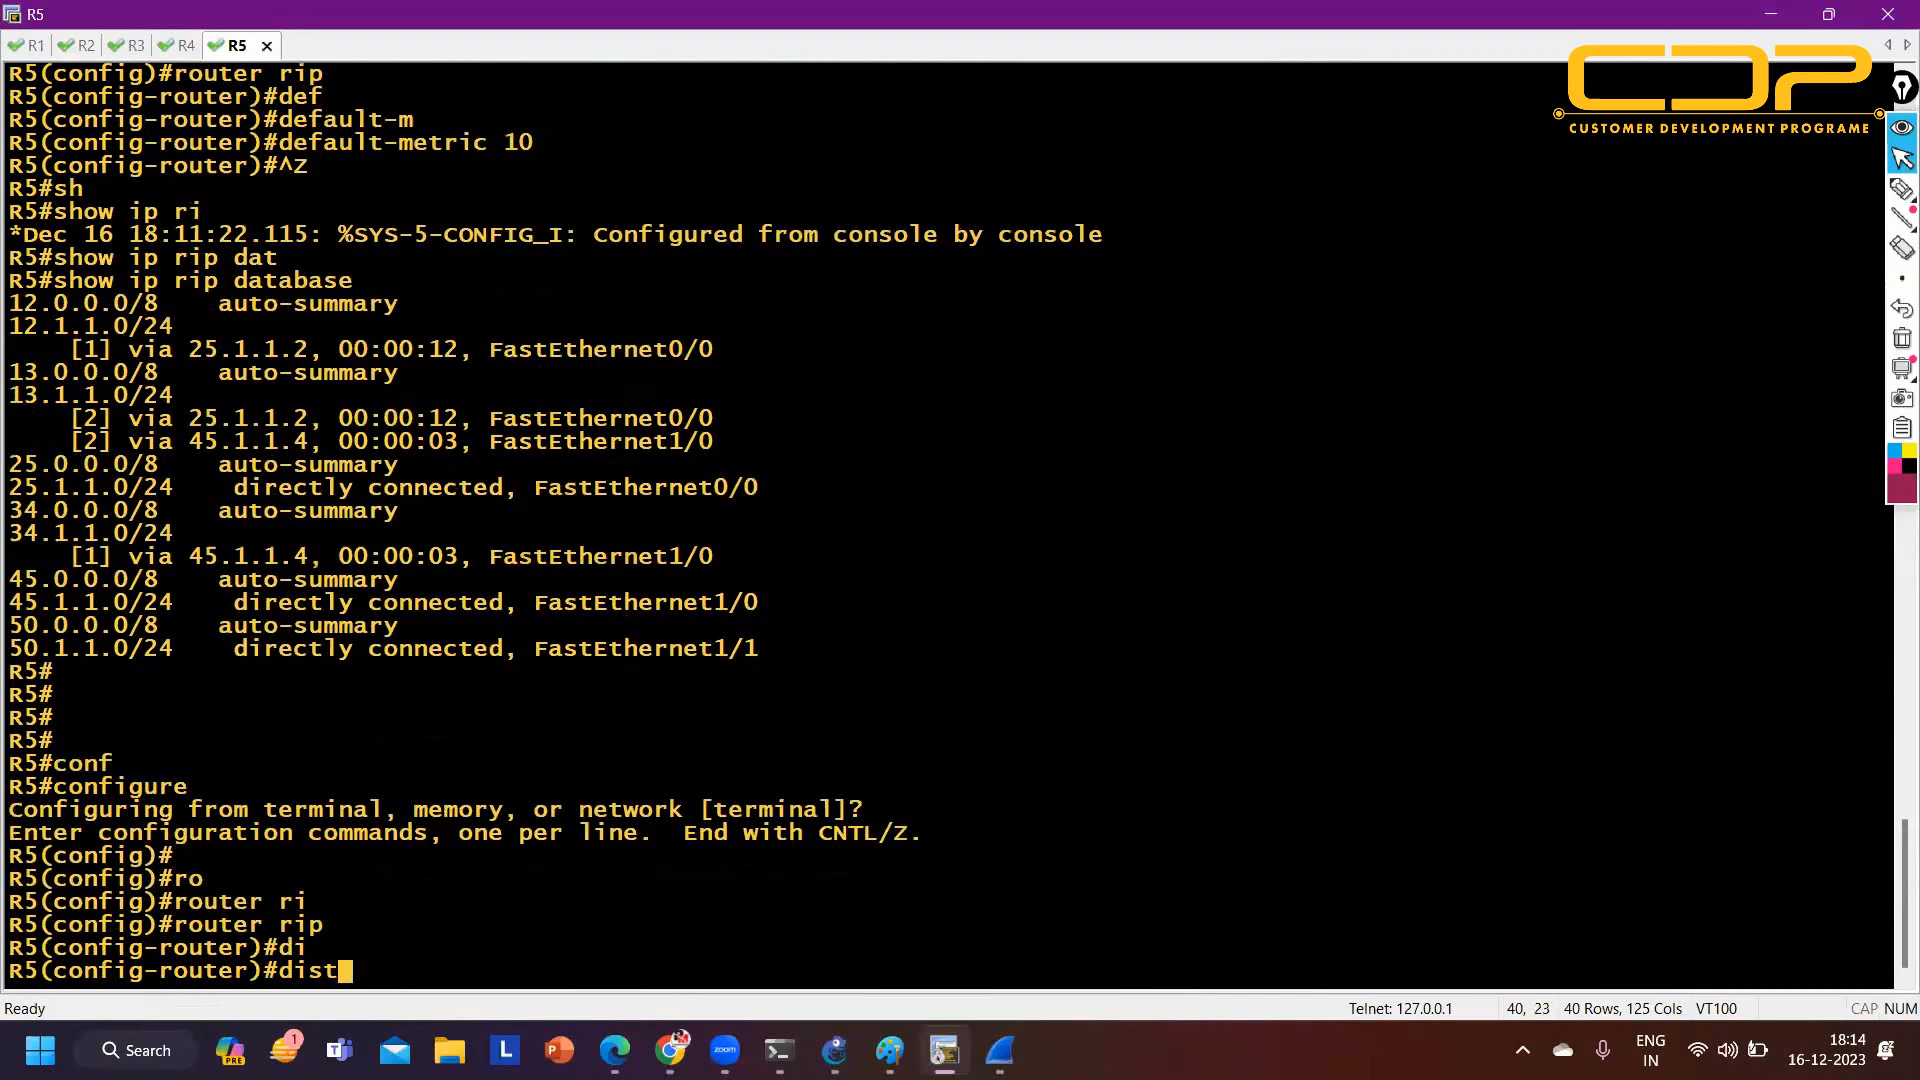 R5
R1 R2 R3 R4 R5
R5(config)#router rip
R5(config-router)#def
R5(config-router)#default-m
R5(config-router)#default-metric 10
R5(config-router)#^Z
R5#sh
R5#show ip ri
*Dec 16 18:11:22.115: %SYS-5-CONFIG_I: Configured from console by console
R5#show ip rip dat
R5#show ip rip database
12.0.0.0/8    auto-summary
12.1.1.0/24
    [1] via 25.1.1.2, 00:00:12, FastEthernet0/0
13.0.0.0/8    auto-summary
13.1.1.0/24
    [2] via 25.1.1.2, 00:00:12, FastEthernet0/0
    [2] via 45.1.1.4, 00:00:03, FastEthernet1/0
25.0.0.0/8    auto-summary
25.1.1.0/24    directly connected, FastEthernet0/0
34.0.0.0/8    auto-summary
34.1.1.0/24
    [1] via 45.1.1.4, 00:00:03, FastEthernet1/0
45.0.0.0/8    auto-summary
45.1.1.0/24    directly connected, FastEthernet1/0
50.0.0.0/8    auto-summary
50.1.1.0/24    directly connected, FastEthernet1/1
R5#
R5#
R5#
R5#
R5#conf
R5#configure
Configuring from terminal, memory, or network [terminal]?
Enter configuration commands, one per line.  End with CNTL/Z.
R5(config)#
R5(config)#ro
R5(config)#router ri
R5(config)#router rip
R5(config-router)#di
R5(config-router)#dist
CDP
CUSTOMER DEVELOPMENT PROGRAME
Ready
Telnet: 127.0.0.1 40, 23 40 Rows, 125 Cols VT100 CAP NUM
Search
PRE
1
L
zoom
ENG
IN
18:14
16-12-2023